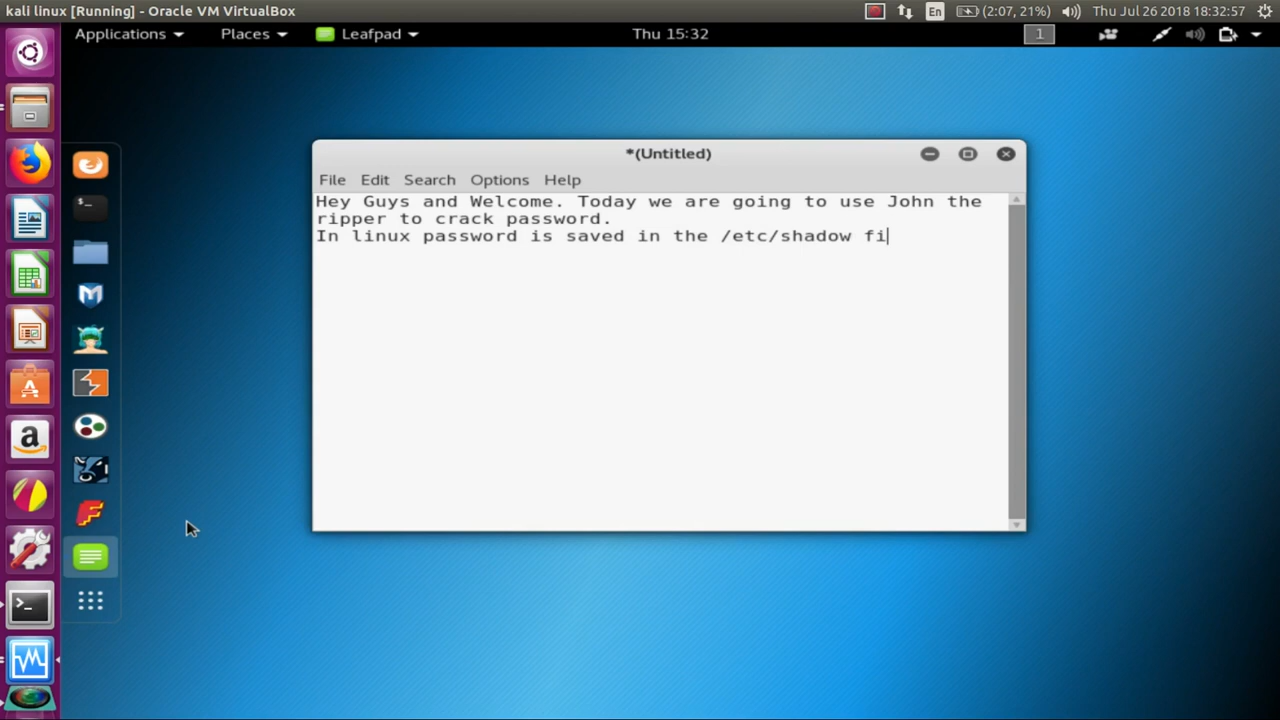 kali linux [Running] - Oracle VM VirtualBox
En
(2:07, 21%)
Thu Jul 26 2018 18:32:57
Applications
Places
Leafpad
Thu 15:32
1
*(Untitled)
File Edit Search Options Help
Hey Guys and Welcome. Today we are going to use John the
ripper to crack password.
In linux password is saved in the /etc/shadow fi